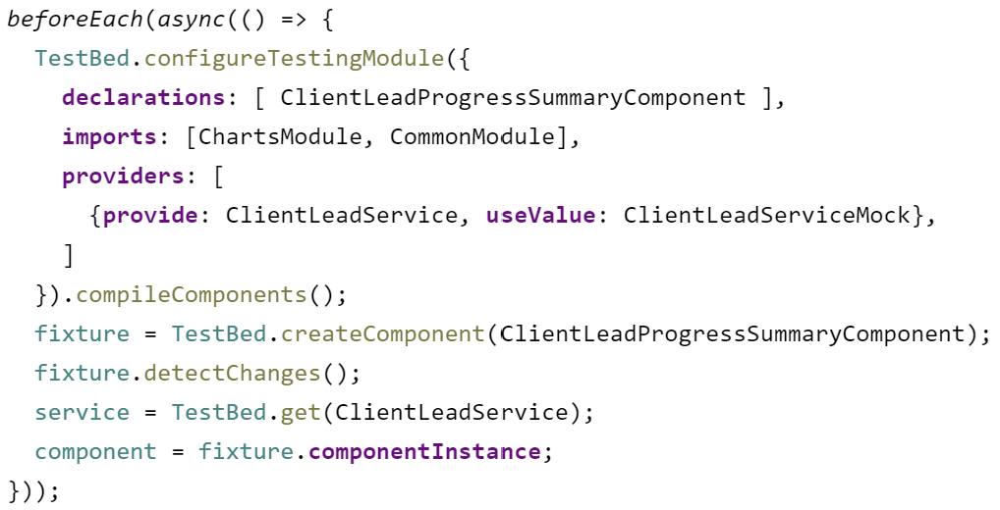 beforeEach(async(() => {
  TestBed.configureTestingModule({
    declarations: [ ClientLeadProgressSummaryComponent ],
    imports: [ChartsModule, CommonModule],
    providers: [
      {provide: ClientLeadService, useValue: ClientLeadServiceMock},
    ]
  }).compileComponents();
  fixture = TestBed.createComponent(ClientLeadProgressSummaryComponent);
  fixture.detectChanges();
  service = TestBed.get(ClientLeadService);
  component = fixture.componentInstance;
}));